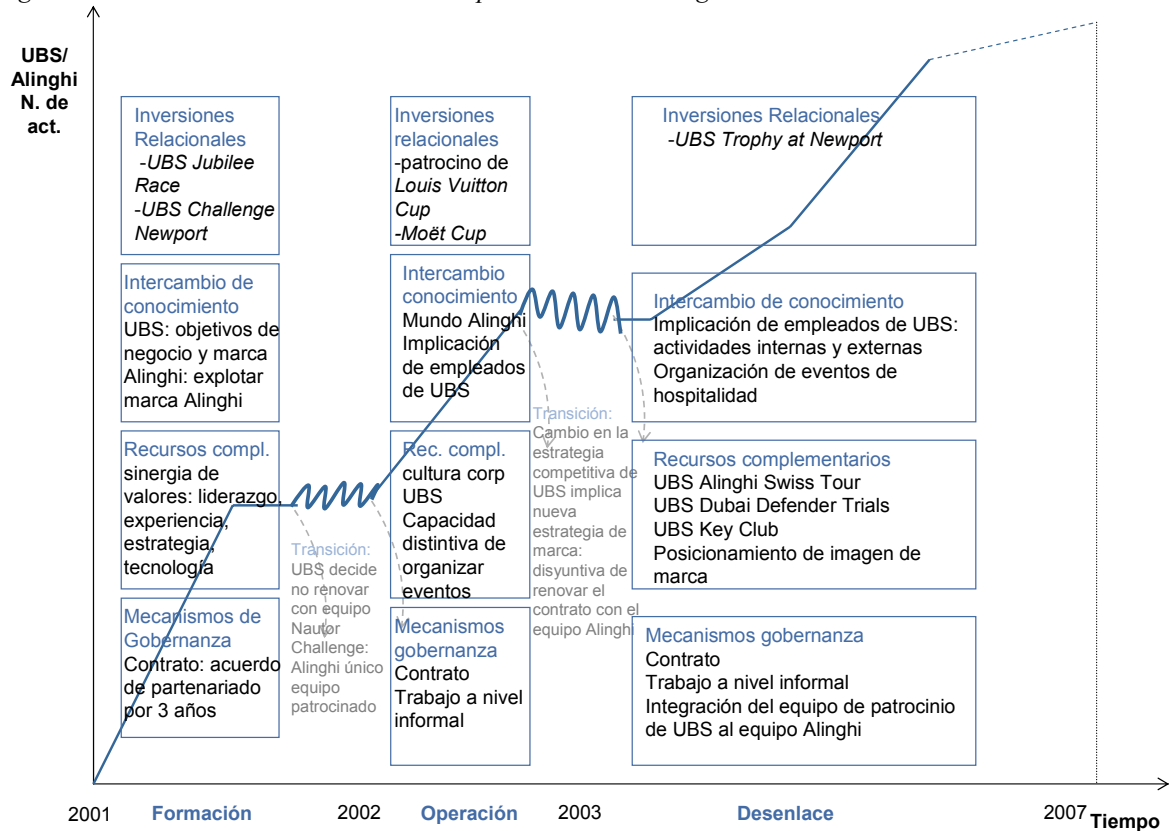 UBS/
Alinghi
N. de
act.
Inversiones
Relacionales
-UBS Jubilee
Race
-UBS Challenge
Newport
Intercambio de
conocimiento
UBS: objetivos de
negocio y marca
Alinghi: explotar
marca Alinghi
Recursos compl.
sinergia de
valores: liderazgo,
experiencia,
estrategia,
tecnología
Mecanismos de
Gobernanza
Contrato: acuerdo
de partenariado
por 3 años
Transición:
UBS decide
no renovar
con equipo
Nautor
Challenge:
Alinghi único
equipo
patrocinado
Inversiones
relacionales
-patrocino de
Louis Vuitton
Cup
-Moët Cup
Intercambio
conocimiento
Mundo Alinghi
Implicación
de empleados
de UBS
Rec. compl.
cultura corp
UBS
Capacidad
distintiva de
organizar
eventos
Mecanismos
gobernanza
Contrato
Trabajo a nivel
informal
Transición:
Cambio en la
estrategia
competitiva de
UBS implica
nueva
estrategia de
marca:
disyuntiva de
renovar el
contrato con el
equipo Alinghi
Inversiones Relacionales
-UBS Trophy at Newport
Intercambio de conocimiento
Implicación de empleados de UBS:
actividades internas y externas
Organización de eventos de
hospitalidad
Recursos complementarios
UBS Alinghi Swiss Tour
UBS Dubai Defender Trials
UBS Key Club
Posicionamiento de imagen de
marca
Mecanismos gobernanza
Contrato
Trabajo a nivel informal
Integración del equipo de patrocinio
de UBS al equipo Alinghi
2001 Formación 2002 Operación 2003 Desenlace 2007 Tiempo